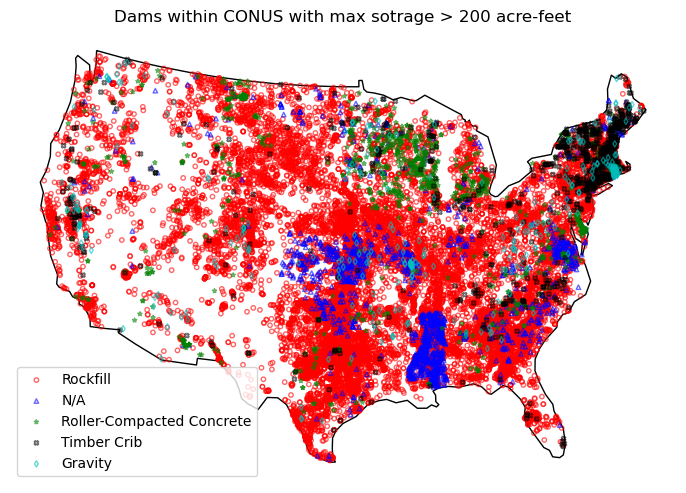 Dams within CONUS with max sotrage > 200 acre-feet
Rockfill
N/A
Roller-Compacted Concrete
Timber Crib
Gravity